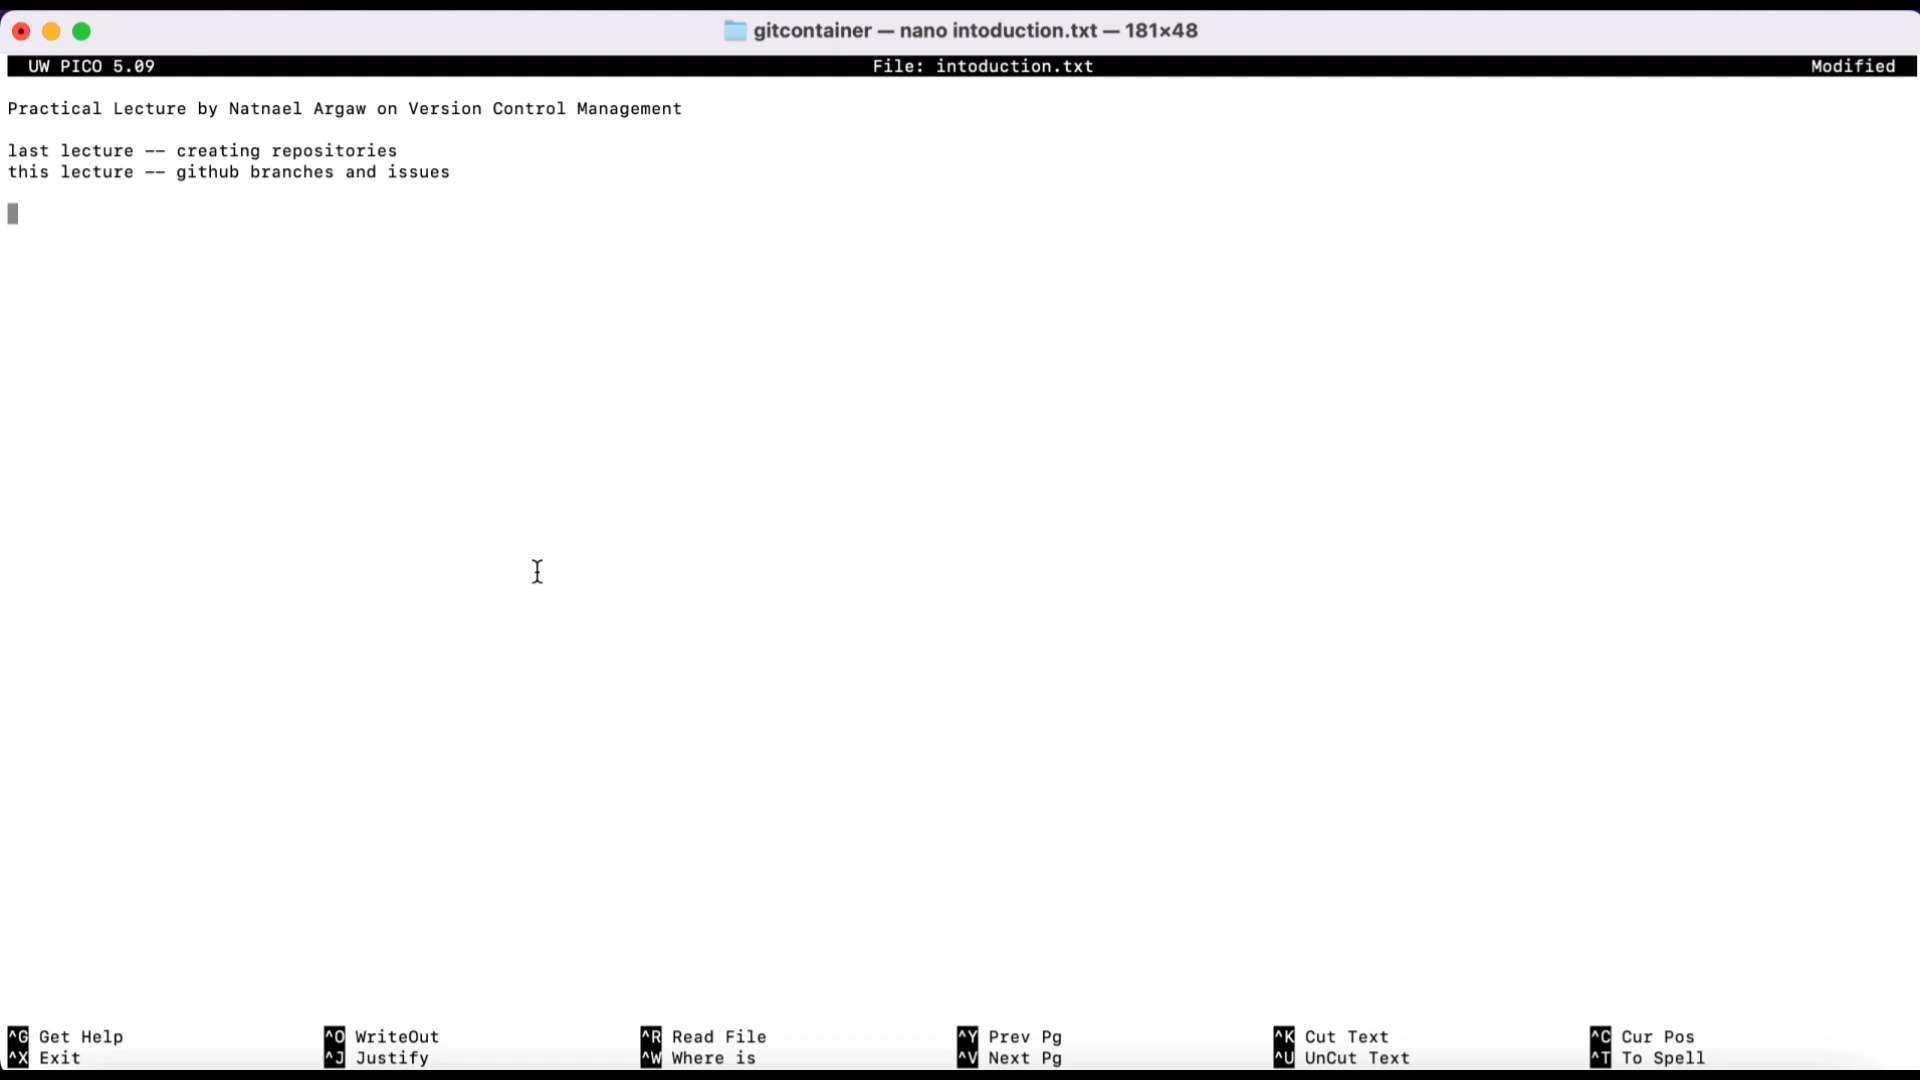 gitcontainer — nano intoduction.txt — 181×48
UW PICO 5.09 File: intoduction.txt Modified
Practical Lecture by Natnael Argaw on Version Control Management
last lecture -- creating repositories
this lecture -- github branches and issues
^G Get Help ^O WriteOut ^R Read File ^Y Prev Pg ^K Cut Text ^C Cur Pos
^X Exit ^J Justify ^W Where is ^V Next Pg ^U UnCut Text ^T To Spell